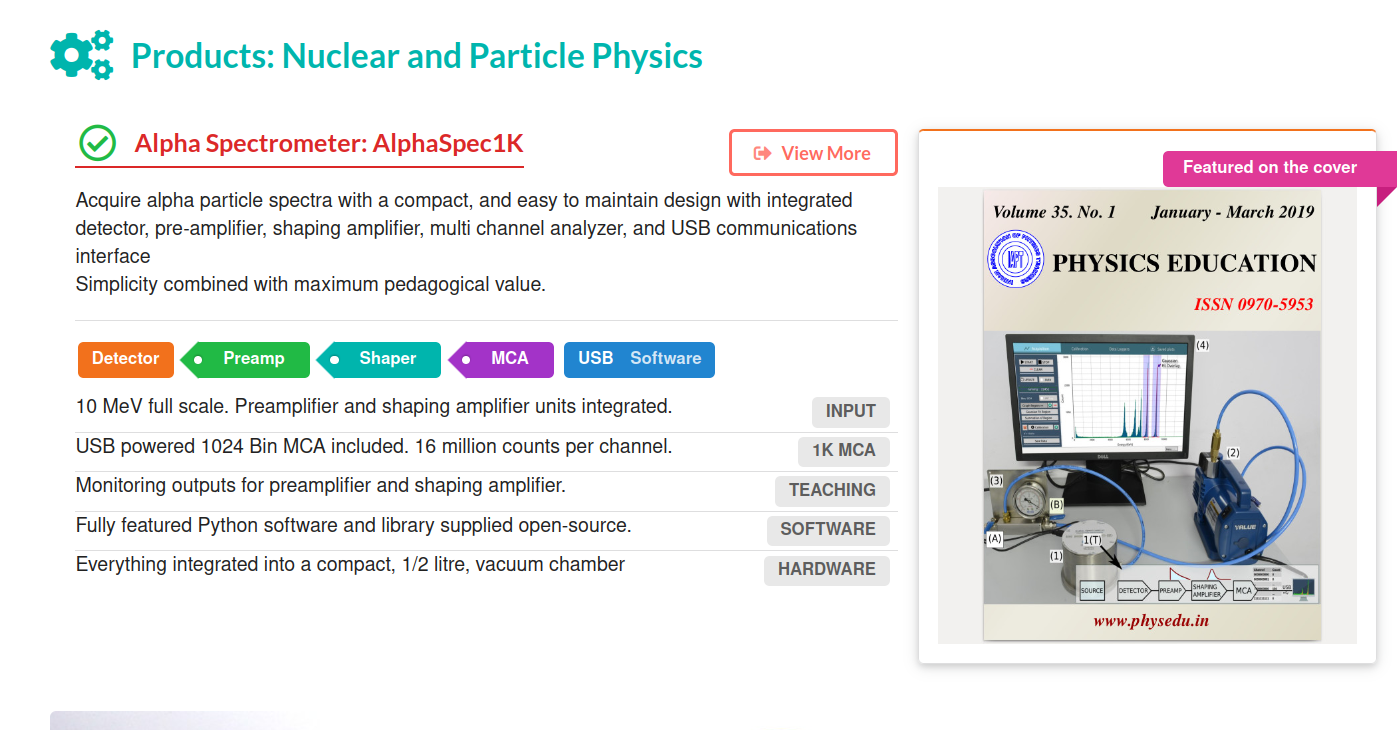 Products: Nuclear and Particle Physics
Alpha Spectrometer: AlphaSpec1K
View More
Acquire alpha particle spectra with a compact, and easy to maintain design with integrated
detector, pre-amplifier, shaping amplifier, multi channel analyzer, and USB communications
interface
Simplicity combined with maximum pedagogical value.
Detector Preamp Shaper MCA USB Software
10 MeV full scale. Preamplifier and shaping amplifier units integrated.
INPUT
USB powered 1024 Bin MCA included. 16 million counts per channel.
1K MCA
Monitoring outputs for preamplifier and shaping amplifier.
TEACHING
Fully featured Python software and library supplied open-source.
SOFTWARE
Everything integrated into a compact, 1/2 litre, vacuum chamber
HARDWARE
Featured on the cover
Volume 35. No. 1 January - March 2019
IAPT
PHYSICS EDUCATION
ISSN 0970-5953
(4)
DELL
(2)
(3)
(B)
VALUE
(A)
1(T)
(1)
SOURCE
DETECTOR
PREAMP
SHAPING
AMPLIFIER
MCA
USB
www.physedu.in